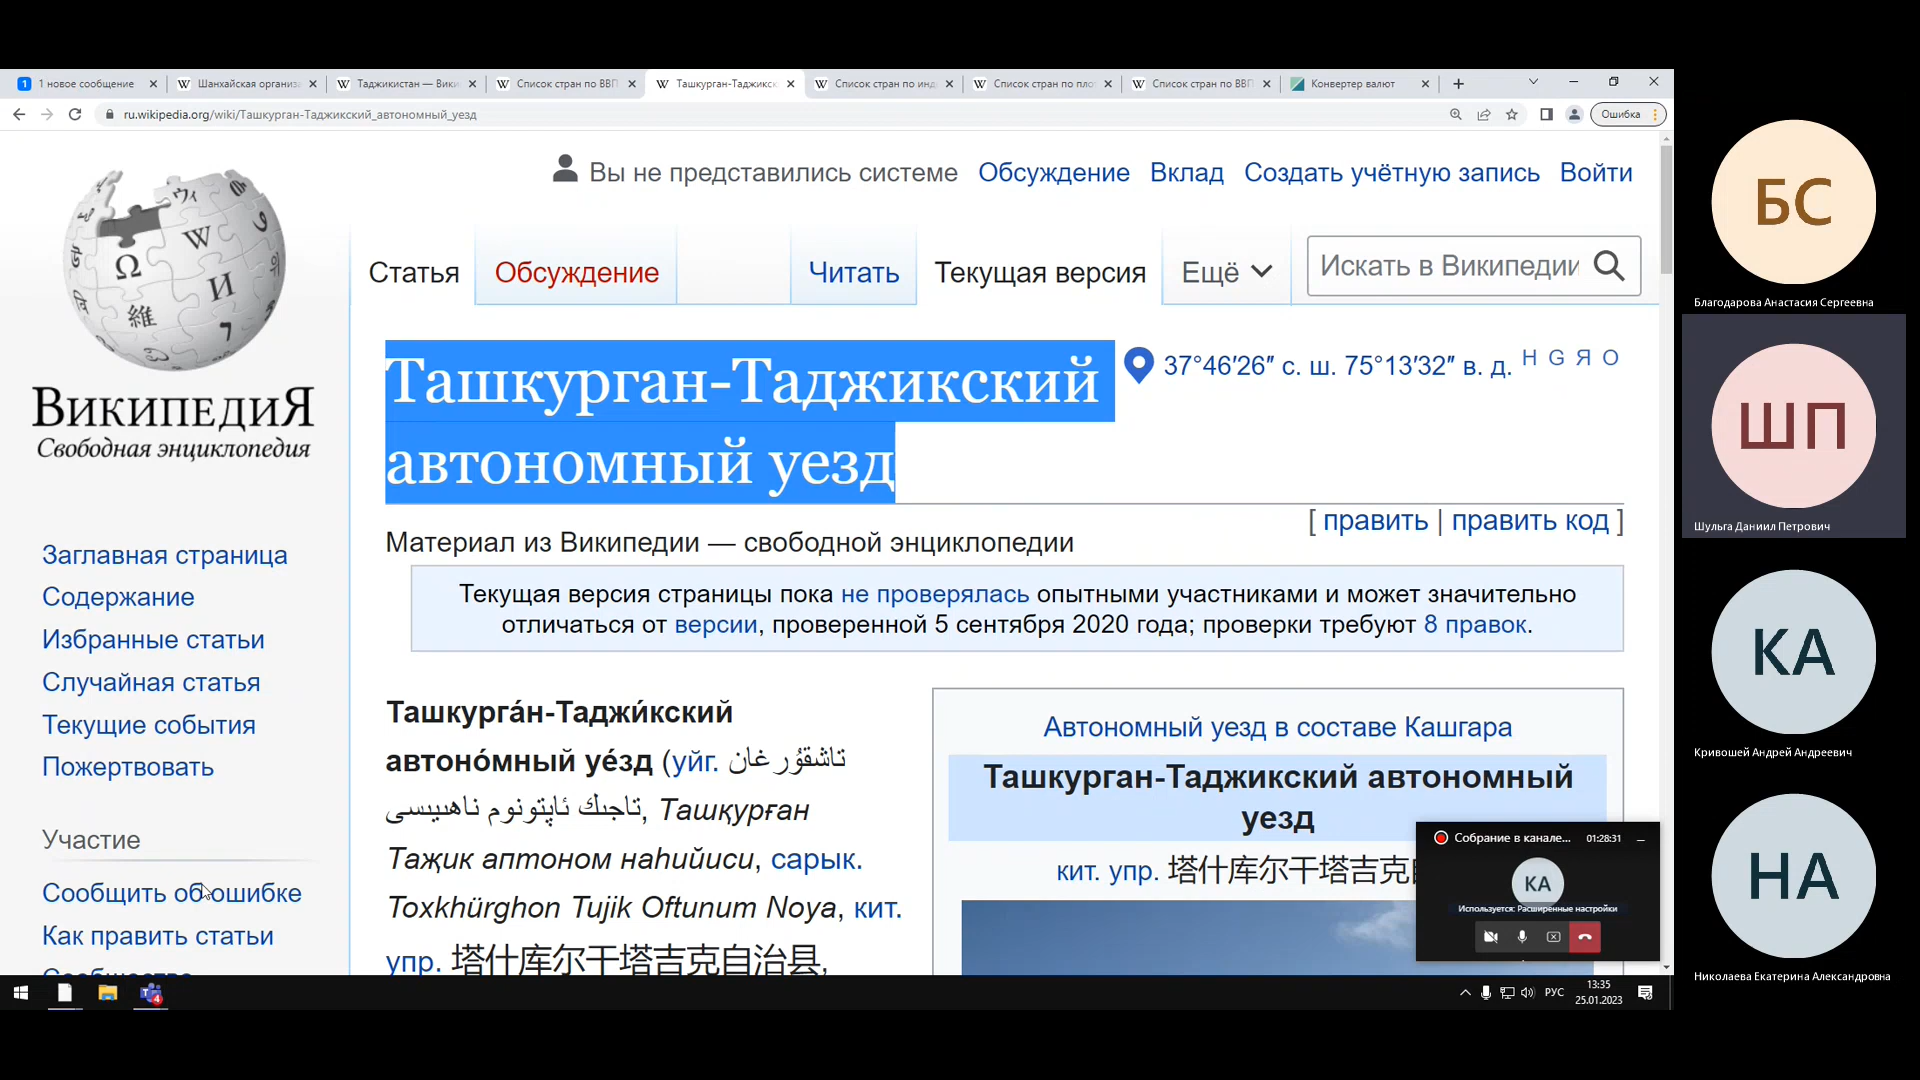 1 новое сообщение
Шанхайская организ
Таджикистан — Вики
Список стран по ВВП
Ташкурган-Таджикск
Список стран по инд
Список стран по пло
Список стран по ВВП
Конвертер валют
ru.wikipedia.org/wiki/Ташкурган-Таджикский_автономный_уезд
Ошибка
Вы не представились системе Обсуждение Вклад Создать учётную запись Войти
Статья Обсуждение Читать Текущая версия Ещё Искать в Википедии
ВИКИПЕДИЯ
Свободная энциклопедия
Заглавная страница
Содержание
Избранные статьи
Случайная статья
Текущие события
Пожертвовать
Участие
Сообщить об ошибке
Как править статьи
Сообщество
Ташкурган-Таджикский
автономный уезд
37°46′26″ с. ш. 75°13′32″ в. д. H G Я O
[ править | править код ]
Материал из Википедии — свободной энциклопедии
Текущая версия страницы пока не проверялась опытными участниками и может значительно
отличаться от версии, проверенной 5 сентября 2020 года; проверки требуют 8 правок.
Ташкурга́н-Таджи́кский
автоно́мный уе́зд (уйг. تاشقۇرغان
تاجىك ئاپتونوم ناھىيىسى, Ташқурған
Таҗик аптоном наһийиси, сарык.
Toxkhürghon Tujik Oftunum Noya, кит.
упр. 塔什库尔干塔吉克自治县,
Автономный уезд в составе Кашгара
Ташкурган-Таджикский автономный
уезд
кит. упр. 塔什库尔干塔吉克
Собрание в канале... 01:28:31
КА
Используется: Расширенные настройки
4
РУС
13:35
25.01.2023
БС
Благодарова Анастасия Сергеевна
ШП
Шульга Даниил Петрович
КА
Кривошей Андрей Андреевич
НА
Николаева Екатерина Александровна